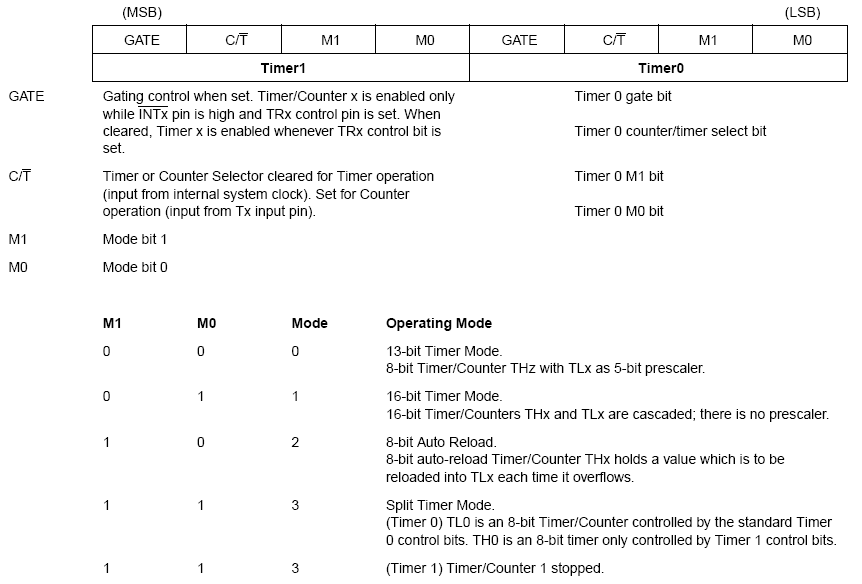 (MSB) (LSB)
GATE C/T̅ M1 M0 GATE C/T̅ M1 M0
Timer1 Timer0
GATE Gating control when set. Timer/Counter x is enabled only
while I̅N̅T̅x̅ pin is high and TRx control pin is set. When
cleared, Timer x is enabled whenever TRx control bit is
set.
Timer 0 gate bit
Timer 0 counter/timer select bit
C/T̅ Timer or Counter Selector cleared for Timer operation
(input from internal system clock). Set for Counter
operation (input from Tx input pin).
Timer 0 M1 bit
Timer 0 M0 bit
M1 Mode bit 1
M0 Mode bit 0
M1 M0 Mode Operating Mode
0 0 0 13-bit Timer Mode.
8-bit Timer/Counter THz with TLx as 5-bit prescaler.
0 1 1 16-bit Timer Mode.
16-bit Timer/Counters THx and TLx are cascaded; there is no prescaler.
1 0 2 8-bit Auto Reload.
8-bit auto-reload Timer/Counter THx holds a value which is to be
reloaded into TLx each time it overflows.
1 1 3 Split Timer Mode.
(Timer 0) TL0 is an 8-bit Timer/Counter controlled by the standard Timer
0 control bits. TH0 is an 8-bit timer only controlled by Timer 1 control bits.
1 1 3 (Timer 1) Timer/Counter 1 stopped.